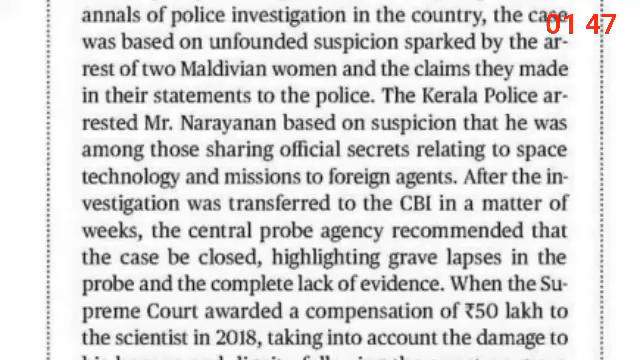 annals of police investigation in the country, the case
01 47
was based on unfounded suspicion sparked by the ar-
rest of two Maldivian women and the claims they made
in their statements to the police. The Kerala Police ar-
rested Mr. Narayanan based on suspicion that he was
among those sharing official secrets relating to space
technology and missions to foreign agents. After the in-
vestigation was transferred to the CBI in a matter of
weeks, the central probe agency recommended that
the case be closed, highlighting grave lapses in the
probe and the complete lack of evidence. When the Su-
preme Court awarded a compensation of ₹50 lakh to
the scientist in 2018, taking into account the damage to